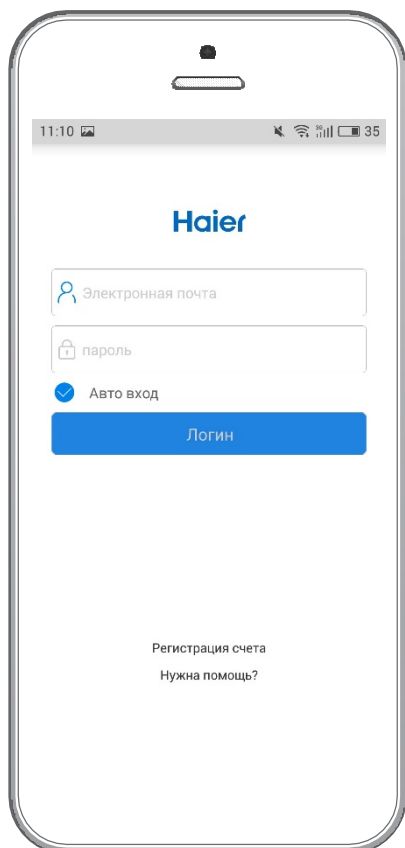 11:10
35
Haier
Электронная почта
пароль
Авто вход
Логин
Регистрация счета
Нужна помощь?